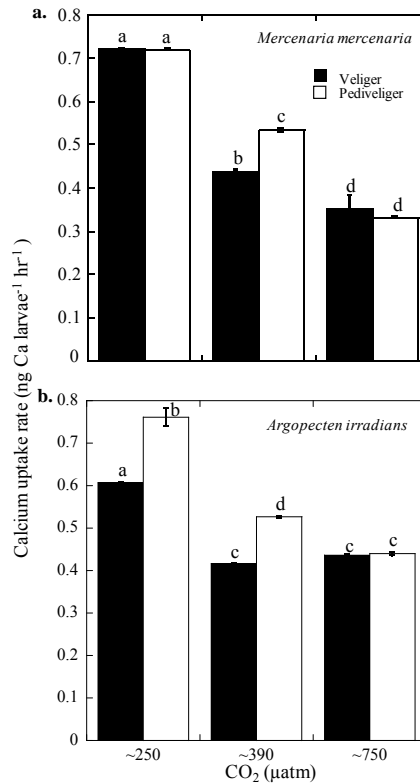 a.
Mercenaria mercenaria
Veliger
Pediveliger
0.8
0.7
0.6
0.5
0.4
0.3
0.2
0.1
0
a
a
b
c
d
d
Calcium uptake rate (ng Ca larvae⁻¹ hr⁻¹)
b.
Argopecten irradians
0.8
0.7
0.6
0.5
0.4
0.3
0.2
0.1
0
a
b
c
d
c
c
~250
~390
~750
CO₂ (µatm)